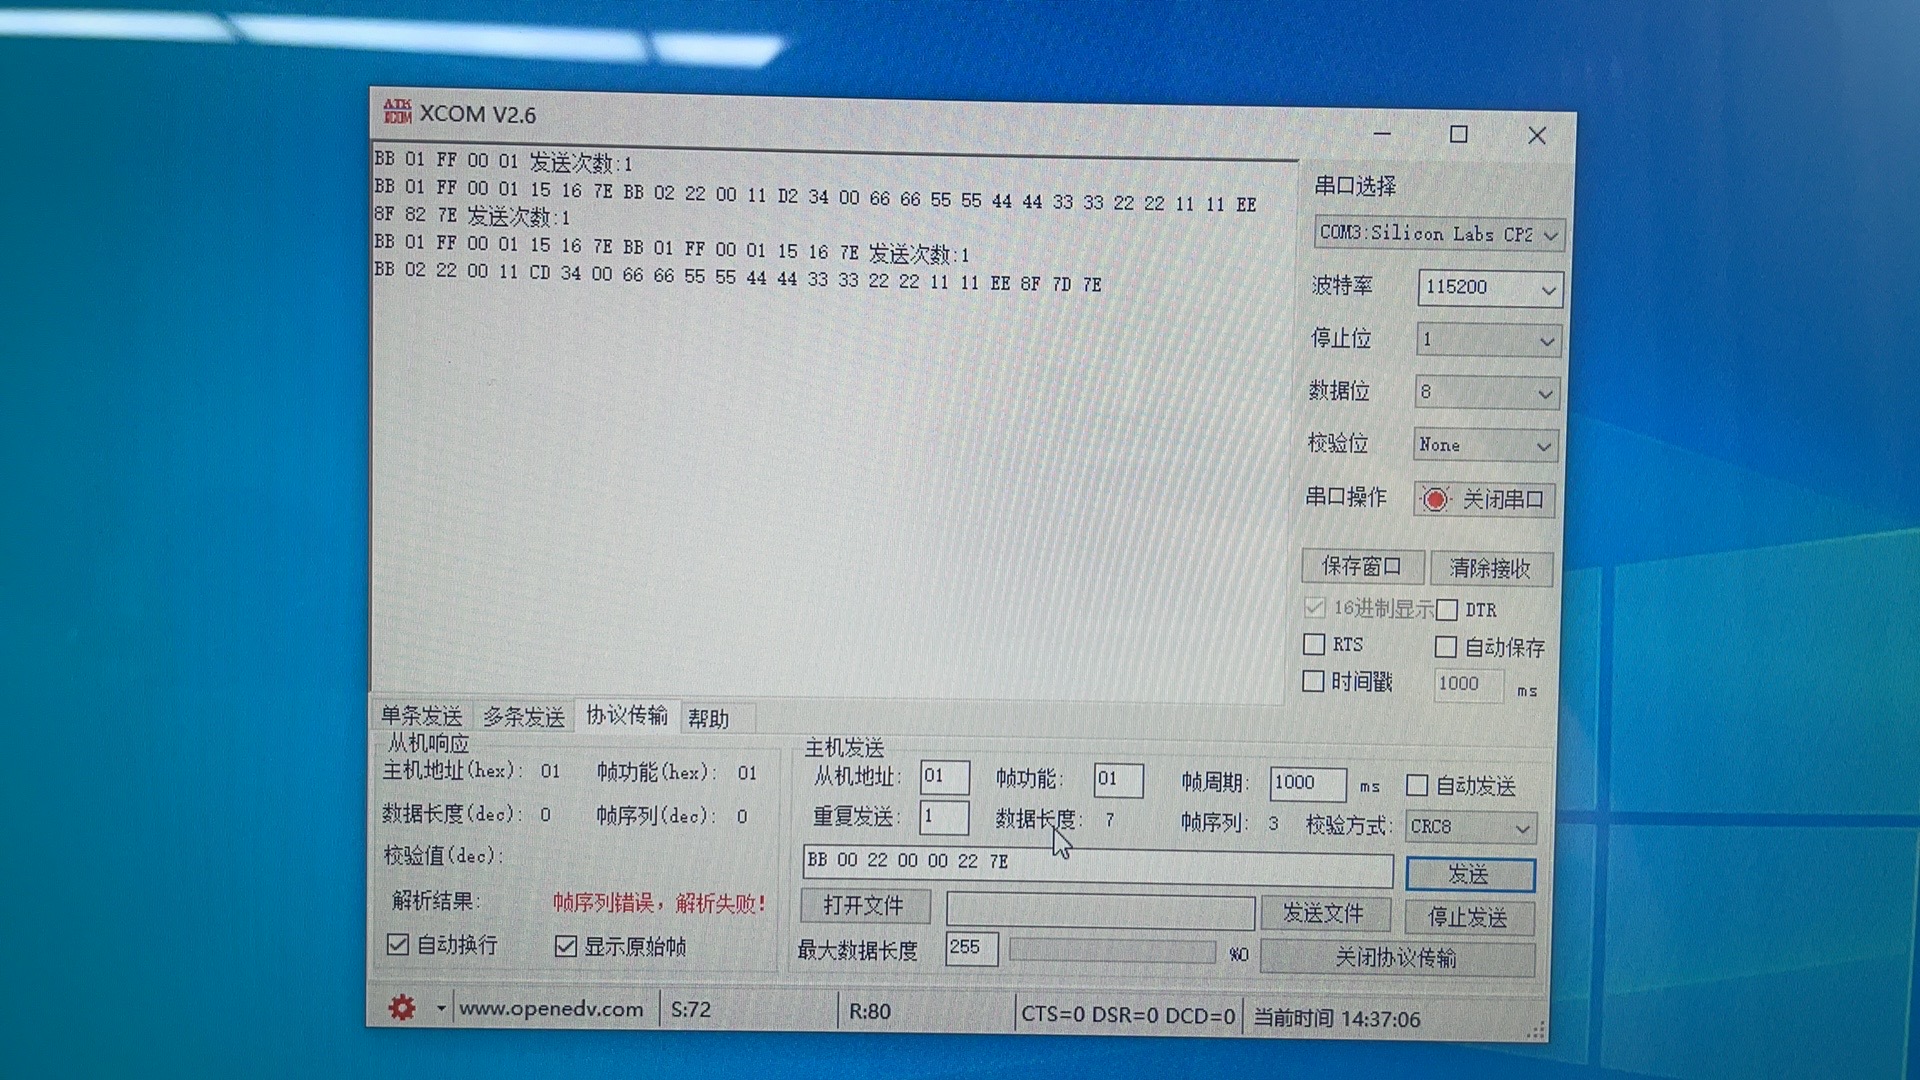 ATK XCOM XCOM V2.6
BB 01 FF 00 01 发送次数:1
BB 01 FF 00 01 15 16 7E BB 02 22 00 11 D2 34 00 66 66 55 55 44 44 33 33 22 22 11 11 EE
8F 82 7E 发送次数:1
BB 01 FF 00 01 15 16 7E BB 01 FF 00 01 15 16 7E 发送次数:1
BB 02 22 00 11 CD 34 00 66 66 55 55 44 44 33 33 22 22 11 11 EE 8F 7D 7E
串口选择
COM3:Silicon Labs CP2
波特率 115200
停止位 1
数据位 8
校验位 None
串口操作 关闭串口
保存窗口 清除接收
16进制显示 DTR
RTS 自动保存
时间戳 1000 ms
单条发送 多条发送 协议传输 帮助
从机响应
主机地址(hex): 01 帧功能(hex): 01
数据长度(dec): 0 帧序列(dec): 0
校验值(dec):
解析结果: 帧序列错误，解析失败!
自动换行 显示原始帧
主机发送
从机地址: 01 帧功能: 01 帧周期: 1000 ms 自动发送
重复发送: 1 数据长度: 7 帧序列: 3 校验方式: CRC8
BB 00 22 00 00 22 7E 发送
打开文件 发送文件 停止发送
最大数据长度 255 %0 关闭协议传输
www.openedv.com S:72 R:80 CTS=0 DSR=0 DCD=0 当前时间 14:37:06